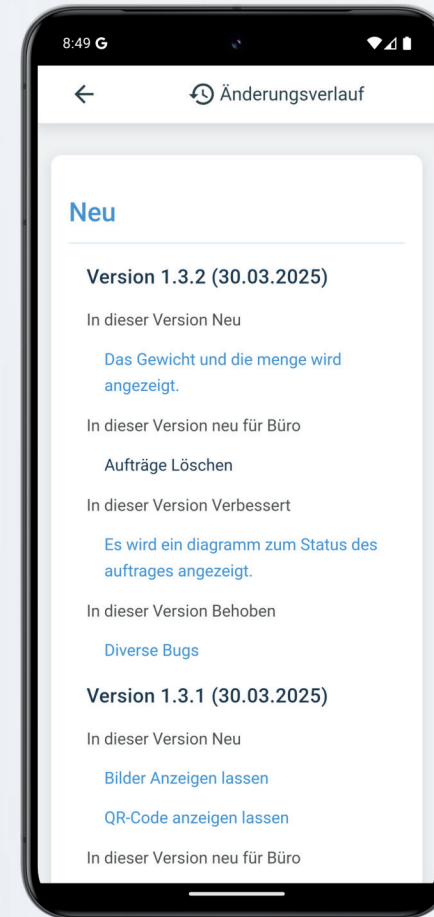 8:49 G
Änderungsverlauf
Neu
Version 1.3.2 (30.03.2025)
In dieser Version Neu
Das Gewicht und die menge wird
angezeigt.
In dieser Version neu für Büro
Aufträge Löschen
In dieser Version Verbessert
Es wird ein diagramm zum Status des
auftrages angezeigt.
In dieser Version Behoben
Diverse Bugs
Version 1.3.1 (30.03.2025)
In dieser Version Neu
Bilder Anzeigen lassen
QR-Code anzeigen lassen
In dieser Version neu für Büro